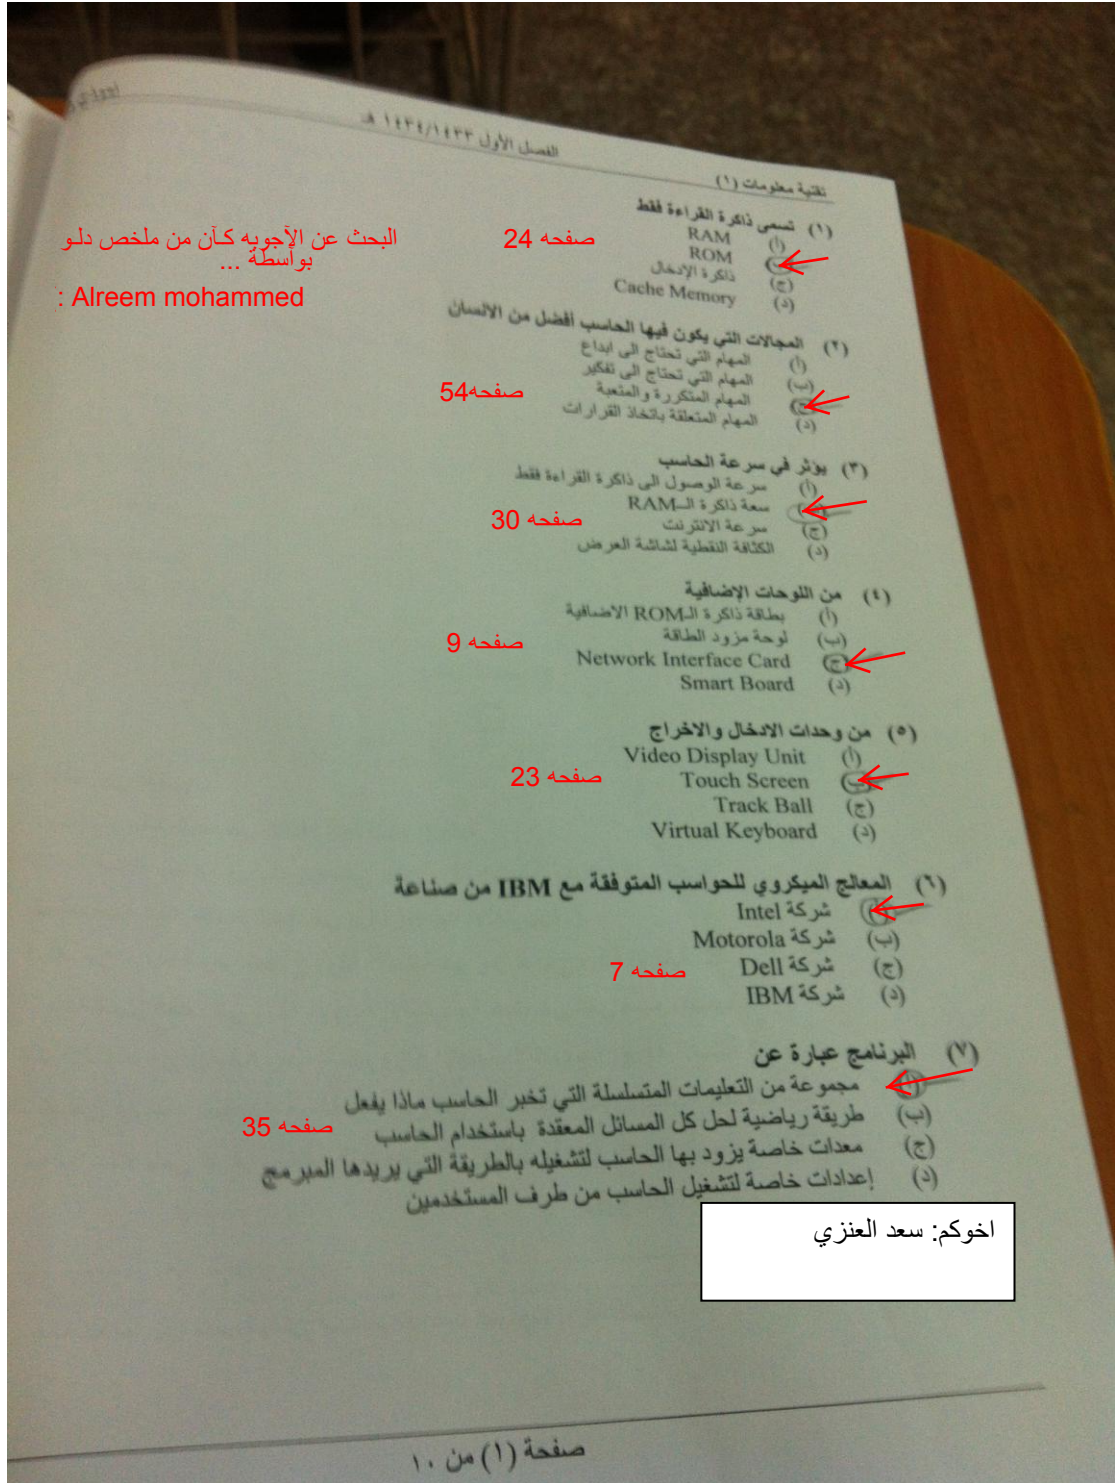 الفصل الأول ١٤٣٤/١٤٣٣ هـ
تقنية معلومات (١)
البحث عن الآجوبه كـآن من ملخص دلـو
بواسطة ...
Alreem mohammed :
(١) تسمى ذاكرة القراءة فقط
(أ) RAM
(ب) ROM
(ج) ذاكرة الإدخال
(د) Cache Memory
صفحه 24
(٢) المجالات التي يكون فيها الحاسب أفضل من الانسان
(أ) المهام التي تحتاج الى ابداع
(ب) المهام التي تحتاج الى تفكير
(ج) المهام المتكررة والمتعبة
(د) المهام المتعلقة باتخاذ القرارات
صفحه54
(٣) يؤثر في سرعة الحاسب
(أ) سرعة الوصول الى ذاكرة القراءة فقط
(ب) سعة ذاكرة الـRAM
(ج) سرعة الانترنت
(د) الكثافة النقطية لشاشة العرض
صفحه 30
(٤) من اللوحات الإضافية
(أ) بطاقة ذاكرة الـROM الاضافية
(ب) لوحة مزود الطاقة
(ج) Network Interface Card
(د) Smart Board
صفحه 9
(٥) من وحدات الادخال والاخراج
(أ) Video Display Unit
(ب) Touch Screen
(ج) Track Ball
(د) Virtual Keyboard
صفحه 23
(٦) المعالج الميكروي للحواسب المتوفقة مع IBM من صناعة
(أ) شركة Intel
(ب) شركة Motorola
(ج) شركة Dell
(د) شركة IBM
صفحه 7
(٧) البرنامج عبارة عن
(أ) مجموعة من التعليمات المتسلسلة التي تخبر الحاسب ماذا يفعل
(ب) طريقة رياضية لحل كل المسائل المعقدة باستخدام الحاسب
(ج) معدات خاصة يزود بها الحاسب لتشغيله بالطريقة التي يريدها المبرمج
(د) إعدادات خاصة لتشغيل الحاسب من طرف المستخدمين
صفحه 35
اخوكم: سعد العنزي
صفحة (١) من ١٠